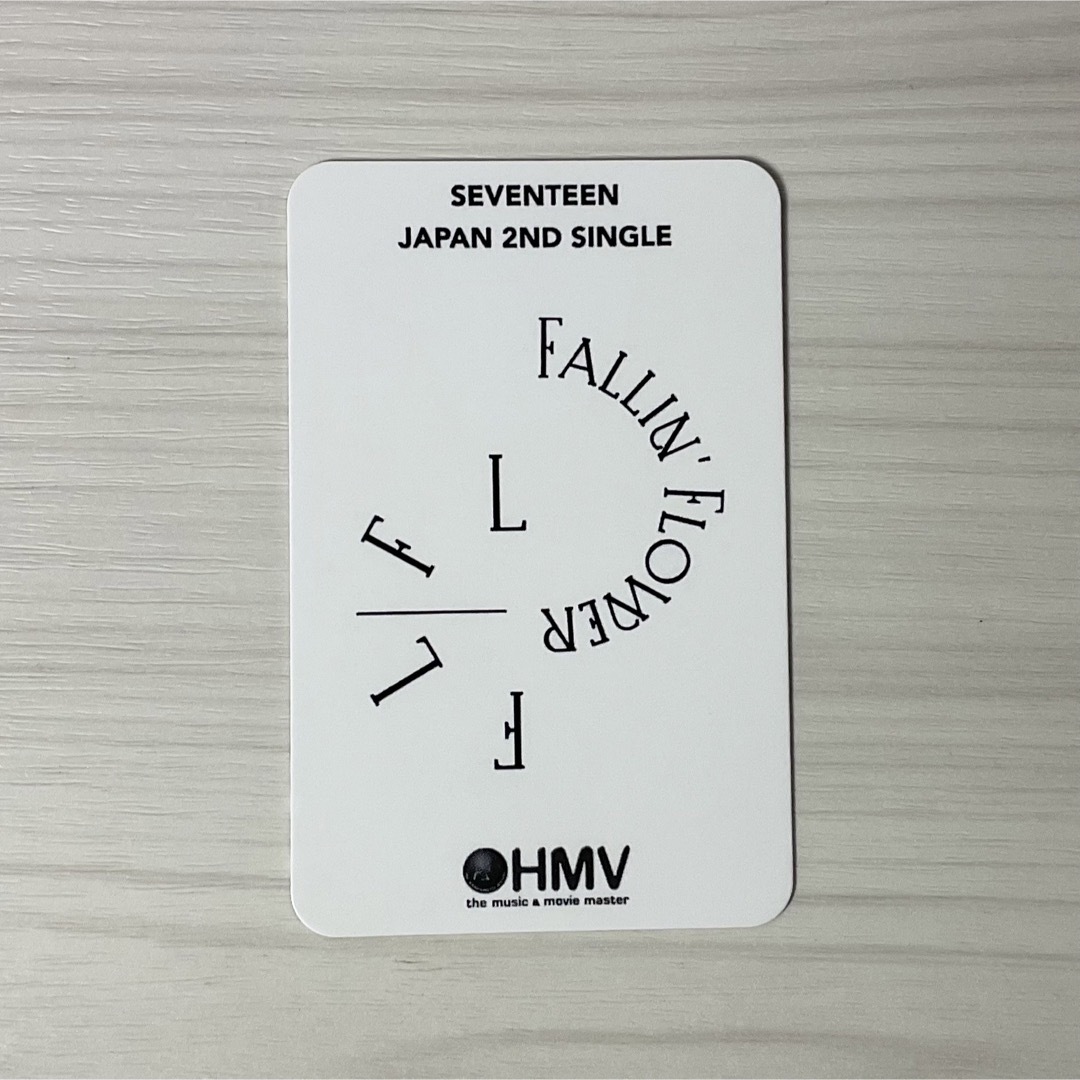 SEVENTEEN
JAPAN 2ND SINGLE
FALLIN' FLOWER
L
F
L
F
HMV
the music & movie master